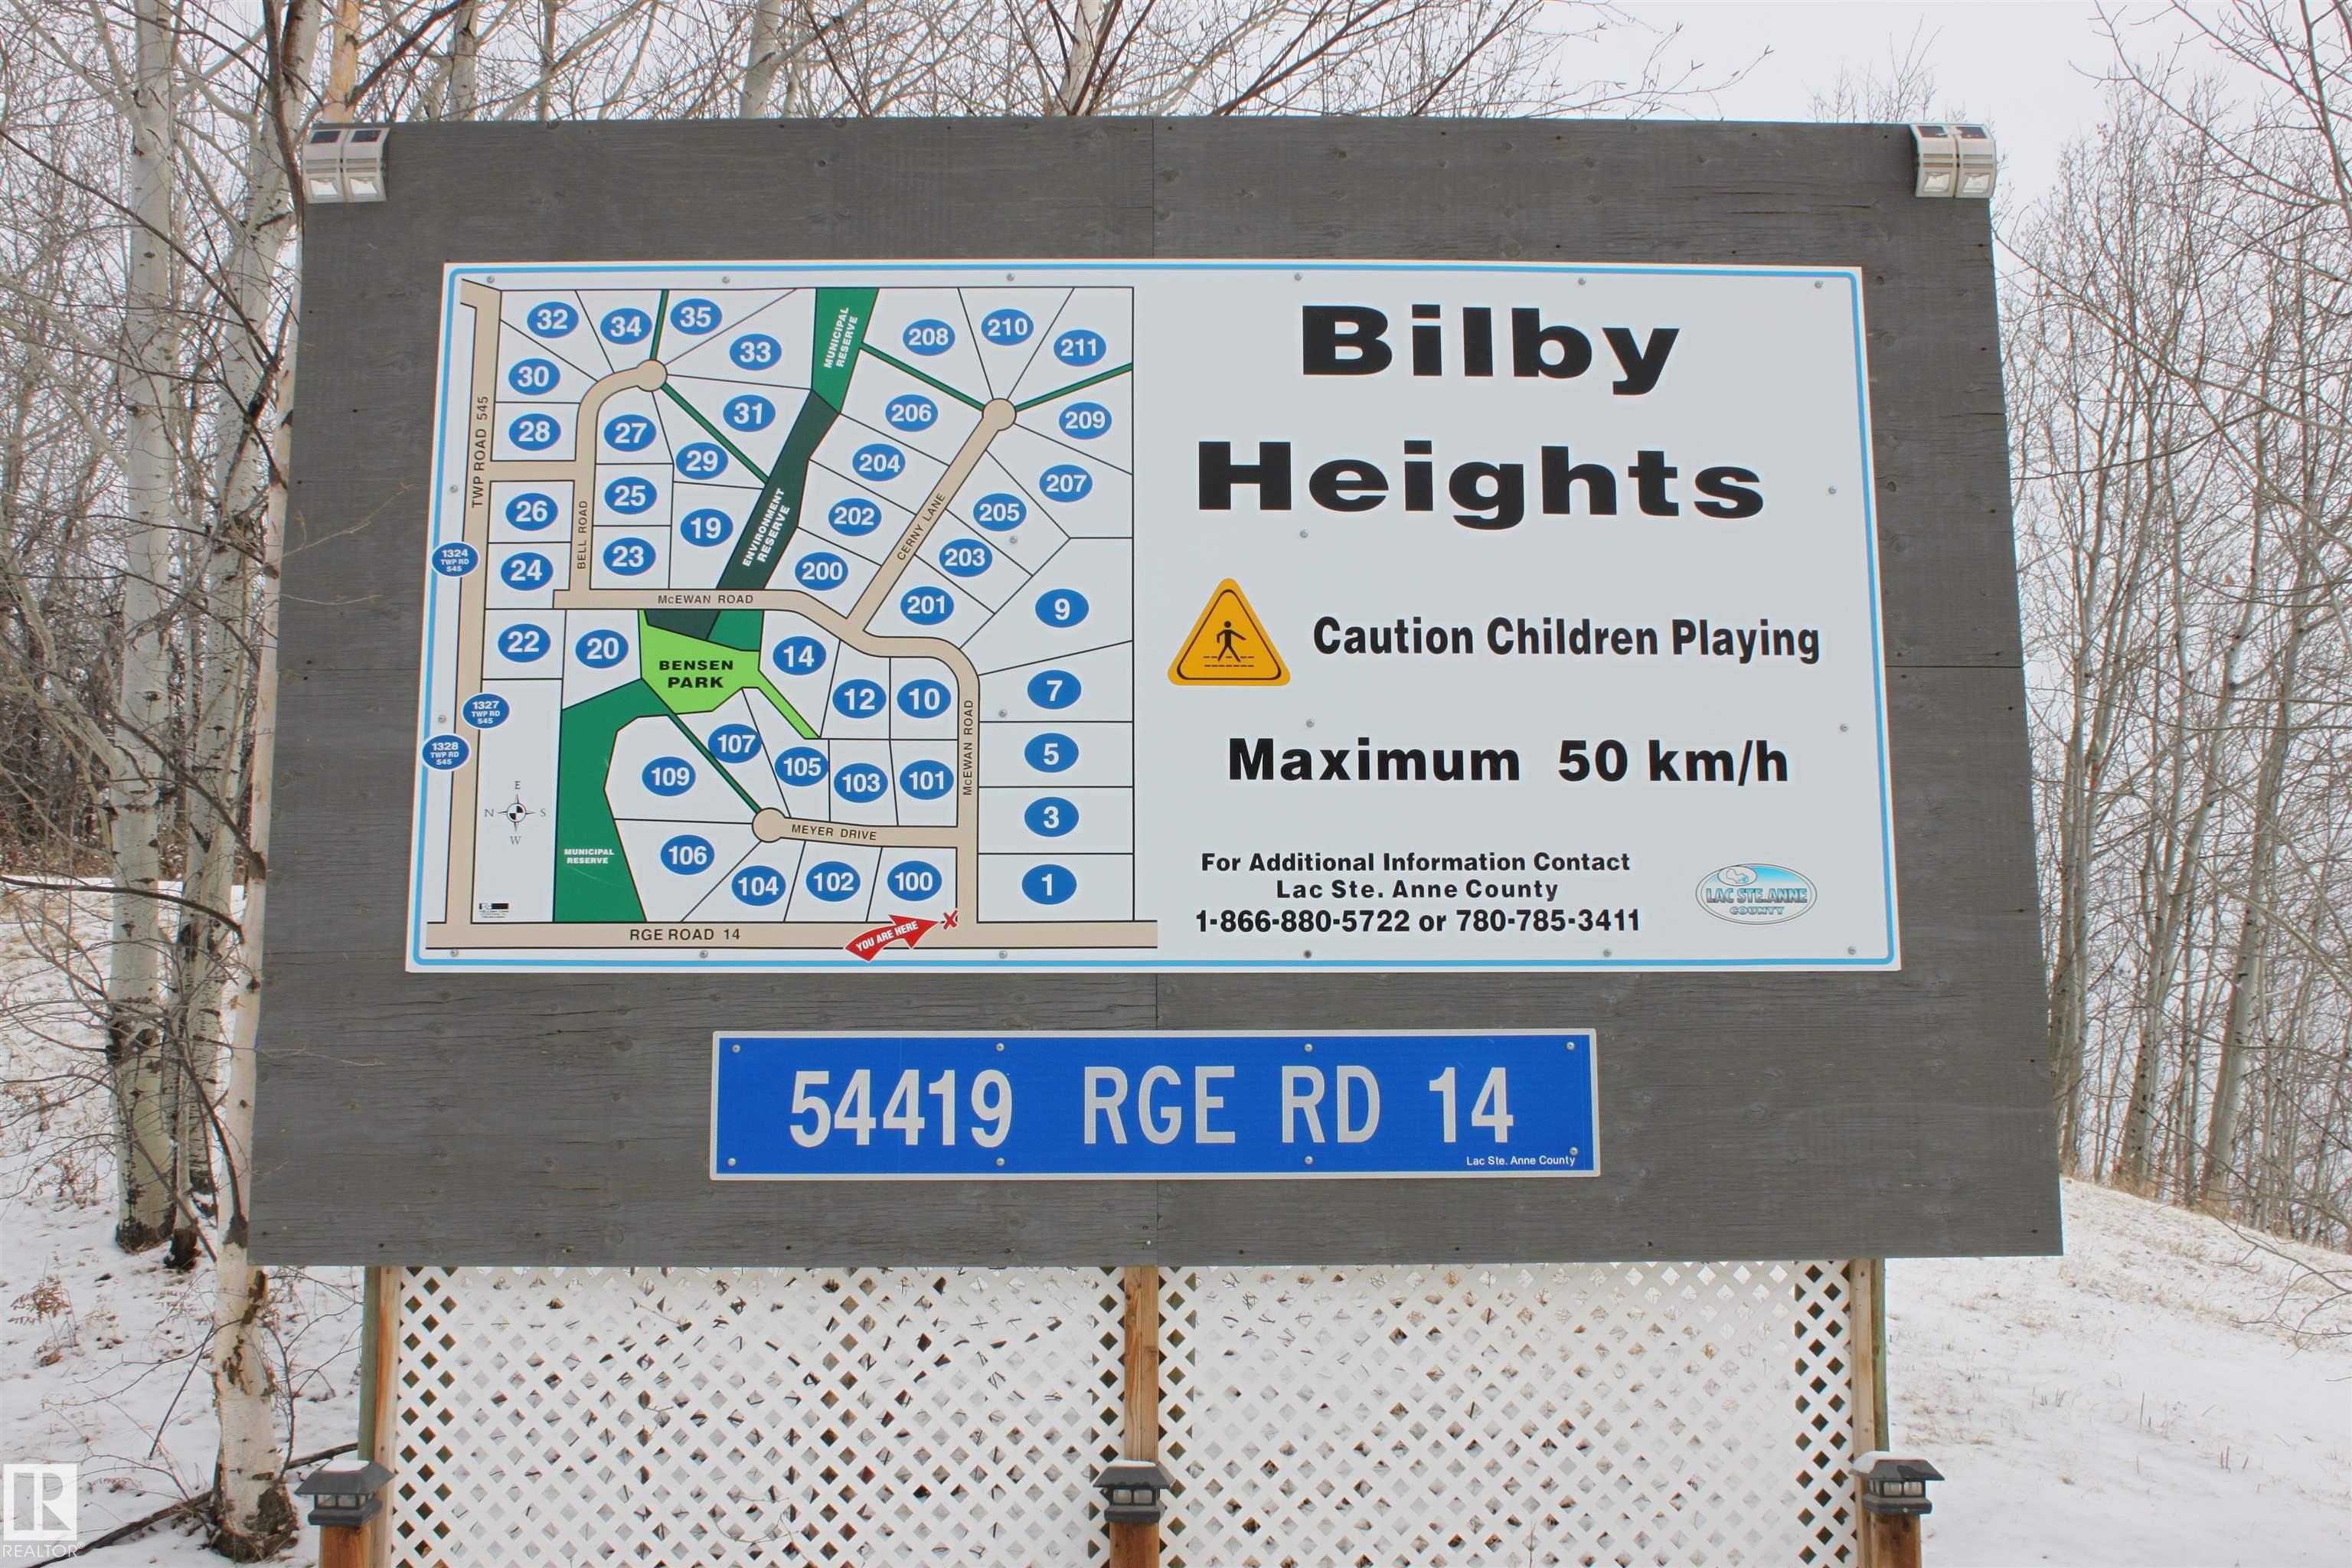 32
34
35
33
MUNICIPAL
RESERVE
208
210
211
30
31
206
209
28
27
29
204
207
TWP ROAD 545
26
25
19
ENVIRONMENT
RESERVE
202
205
CERNY LANE
BELL ROAD
1324
TWP RD
545
24
23
200
203
McEWAN ROAD
201
9
22
20
BENSEN
PARK
14
12
10
7
1327
TWP RD
545
1328
TWP RD
545
107
105
109
103
101
McEWAN ROAD
5
3
E
N S
W
MEYER DRIVE
MUNICIPAL
RESERVE
106
104
102
100
1
RGE ROAD 14
YOU ARE HERE
X
Bilby
Heights
Caution Children Playing
Maximum 50 km/h
For Additional Information Contact
Lac Ste. Anne County
1-866-880-5722 or 780-785-3411
LAC STE. ANNE
COUNTY
54419 RGE RD 14
Lac Ste. Anne County
REALTOR